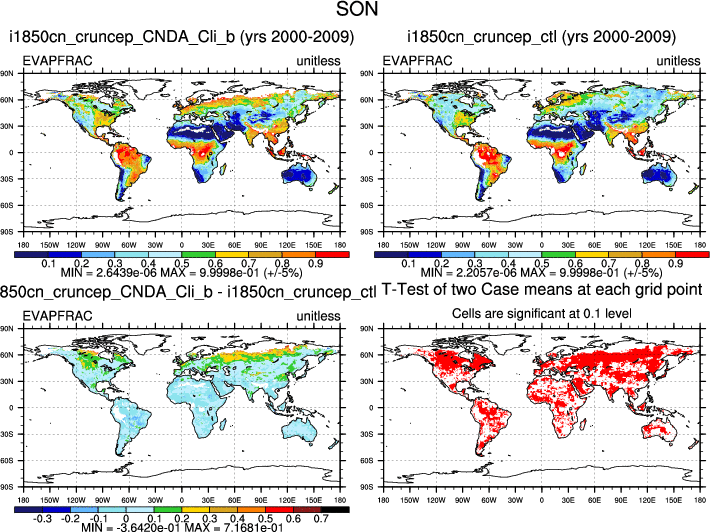 SON
i1850cn_cruncep_CNDA_Cli_b (yrs 2000-2009)
EVAPFRAC unitless
90N
60N
30N
0
30S
60S
90S
180 150W 120W 90W 60W 30W 0 30E 60E 90E 120E 150E 180
0.1 0.2 0.3 0.4 0.5 0.6 0.7 0.8 0.9
MIN = 2.6439e-06 MAX = 9.9998e-01 (+/-5%)
i1850cn_cruncep_ctl (yrs 2000-2009)
EVAPFRAC unitless
90N
60N
30N
0
30S
60S
90S
180 150W 120W 90W 60W 30W 0 30E 60E 90E 120E 150E 180
0.1 0.2 0.3 0.4 0.5 0.6 0.7 0.8 0.9
MIN = 2.2057e-06 MAX = 9.9998e-01 (+/-5%)
850cn_cruncep_CNDA_Cli_b - i1850cn_cruncep_ctl
EVAPFRAC unitless
90N
60N
30N
0
30S
60S
90S
180 150W 120W 90W 60W 30W 0 30E 60E 90E 120E 150E 180
-0.3 -0.2 -0.1 0 0.1 0.2 0.3 0.4 0.5 0.6 0.7
MIN = -3.6420e-01 MAX = 7.1681e-01
T-Test of two Case means at each grid point
Cells are significant at 0.1 level
90N
60N
30N
0
30S
60S
90S
180 150W 120W 90W 60W 30W 0 30E 60E 90E 120E 150E 180